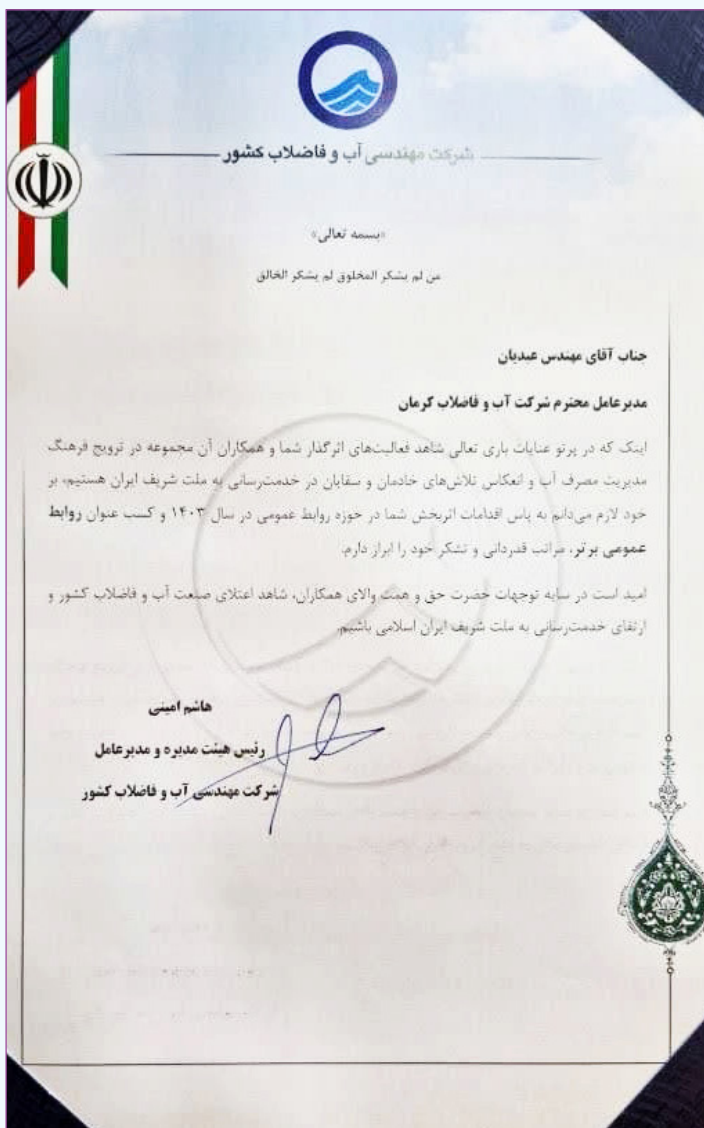 شرکت مهندسی آب و فاضلاب کشور
«بسمه تعالی»
من لم یشکر المخلوق لم یشکر الخالق
جناب آقای مهندس عبدیان
مدیرعامل محترم شرکت آب و فاضلاب کرمان
اینک که در پرتو عنایات باری تعالی شاهد فعالیت‌های اثرگذار شما و همکاران آن مجموعه در ترویج فرهنگ
مدیریت مصرف آب و انعکاس تلاش‌های خادمان و سقایان در خدمت‌رسانی به ملت شریف ایران هستیم، بر
خود لازم می‌دانم به پاس اقدامات اثربخش شما در حوزه روابط عمومی در سال ۱۴۰۳ و کسب عنوان روابط
عمومی برتر، مراتب قدردانی و تشکر خود را ابراز دارم.
امید است در سایه توجهات حضرت حق و همت والای همکاران، شاهد اعتلای صنعت آب و فاضلاب کشور و
ارتقای خدمت‌رسانی به ملت شریف ایران اسلامی باشیم.
هاشم امینی
رئیس هیئت مدیره و مدیرعامل
شرکت مهندسی آب و فاضلاب کشور